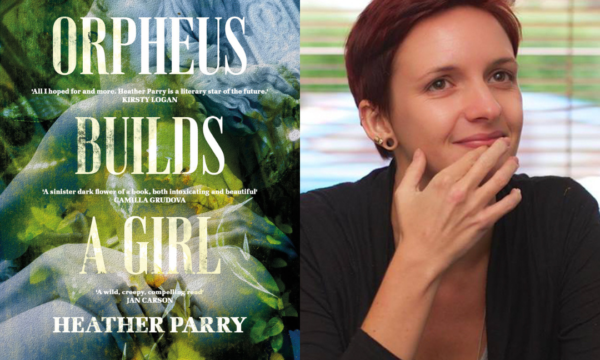 ORPHEUS
'All I hoped for and more. Heather Parry is a literary star of the future.'
KIRSTY LOGAN
BUILDS
'A sinister dark flower of a book, both intoxicating and beautiful'
CAMILLA GRUDOVA
A GIRL
'A wild, creepy, compelling read'
JAN CARSON
HEATHER PARRY